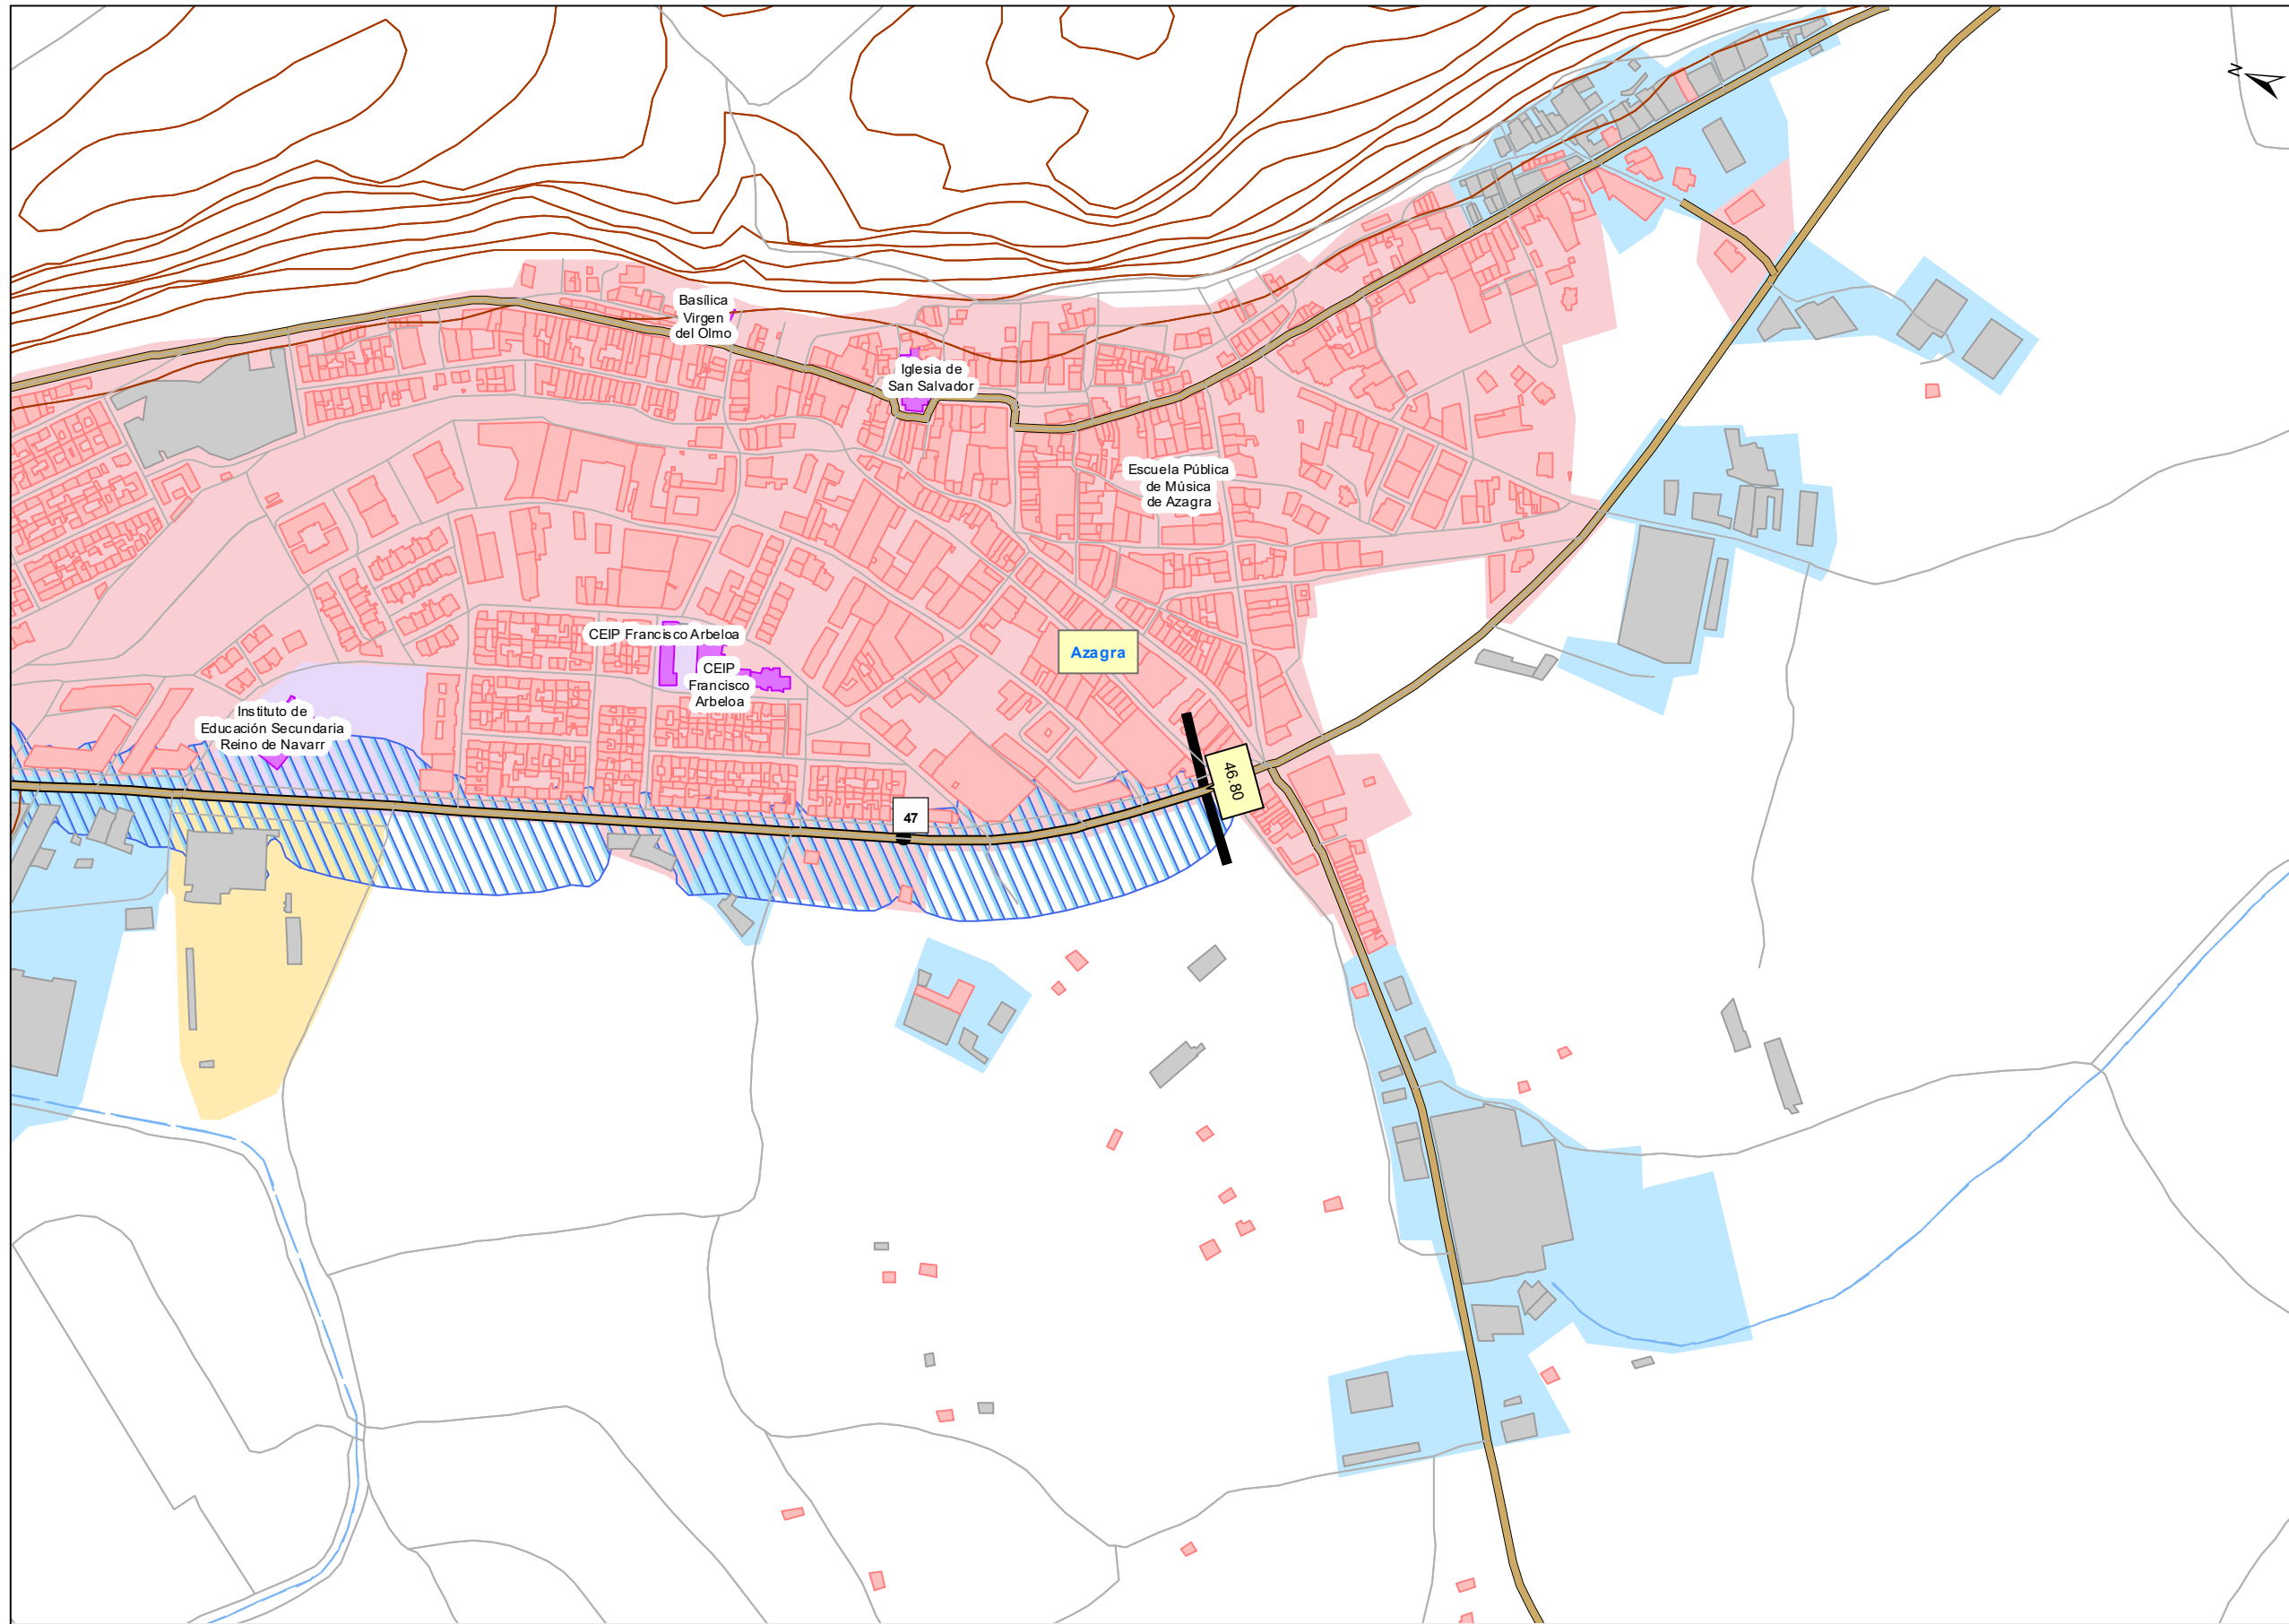 N
Basílica
Virgen
del Olmo
Iglesia de
San Salvador
Escuela Pública
de Música
de Azagra
CEIP Francisco Arbeloa
CEIP
Francisco
Arbeloa
Azagra
Instituto de
Educación Secundaria
Reino de Navarr
46.80
47